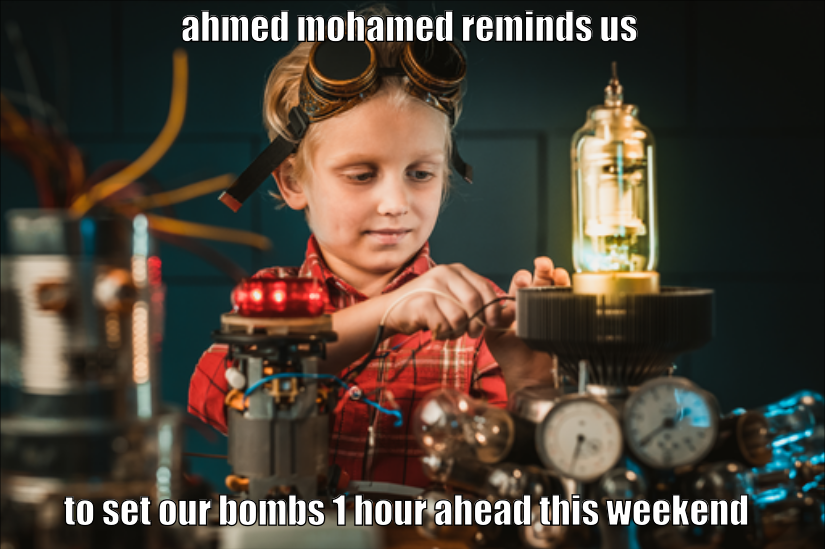 ahmed mohamed reminds us
to set our bombs 1 hour ahead this weekend